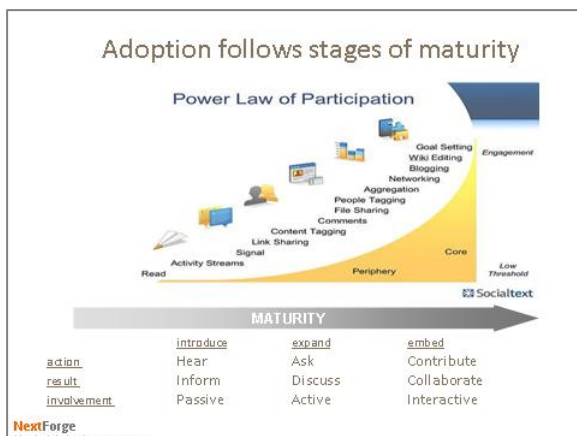 Adoption follows stages of maturity
Power Law of Participation
Goal Setting
Engagement
Wiki Editing
Blogging
Networking
Aggregation
People Tagging
File Sharing
Comments
Content Tagging
Link Sharing
Signal
Activity Streams
Read
Core
Periphery
Low
Threshold
Socialtext
MATURITY
introduce expand embed
action Hear Ask Contribute
result Inform Discuss Collaborate
involvement Passive Active Interactive
NextForge